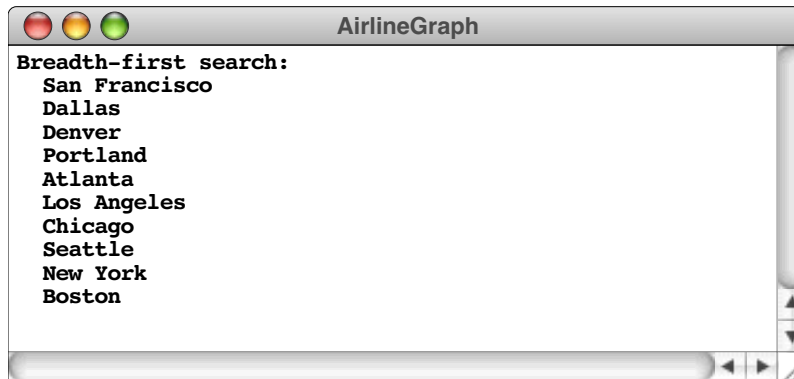 AirlineGraph
Breadth-first search:
San Francisco
Dallas
Denver
Portland
Atlanta
Los Angeles
Chicago
Seattle
New York
Boston